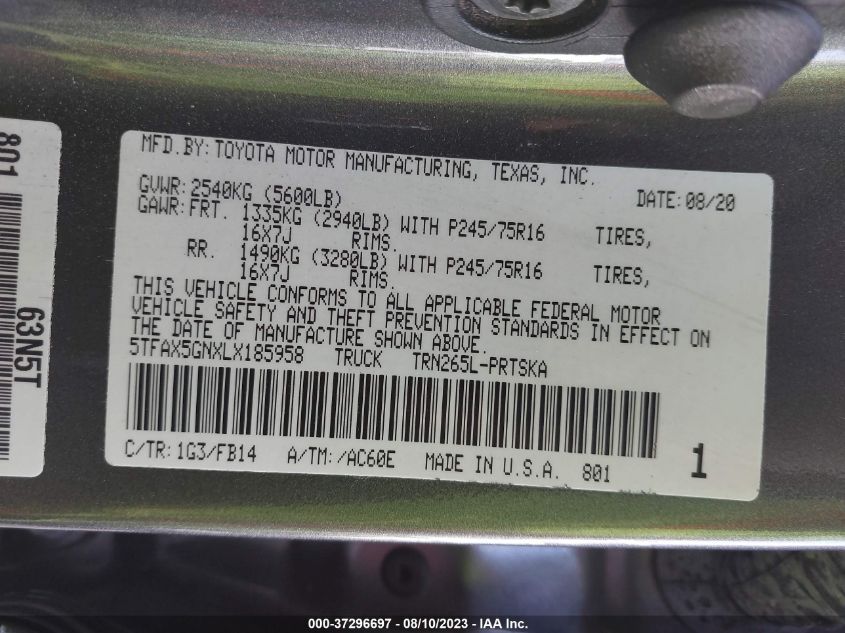 MFD.BY:TOYOTA MOTOR MANUFACTURING, TEXAS, INC.
GVWR:2540KG (5600LB) DATE:08/20
GAWR:FRT. 1335KG (2940LB) WITH P245/75R16 TIRES,
16X7J RIMS.
RR. 1490KG (3280LB) WITH P245/75R16 TIRES,
16X7J RIMS.
THIS VEHICLE CONFORMS TO ALL APPLICABLE FEDERAL MOTOR
VEHICLE SAFETY AND THEFT PREVENTION STANDARDS IN EFFECT ON
THE DATE OF MANUFACTURE SHOWN ABOVE.
5TFAX5GNXLX185958 TRUCK TRN265L-PRTSKA
C/TR:1G3/FB14 A/TM:/AC60E MADE IN U.S.A. 801
1
801
63N5T
000-37296697 - 08/10/2023 - IAA Inc.